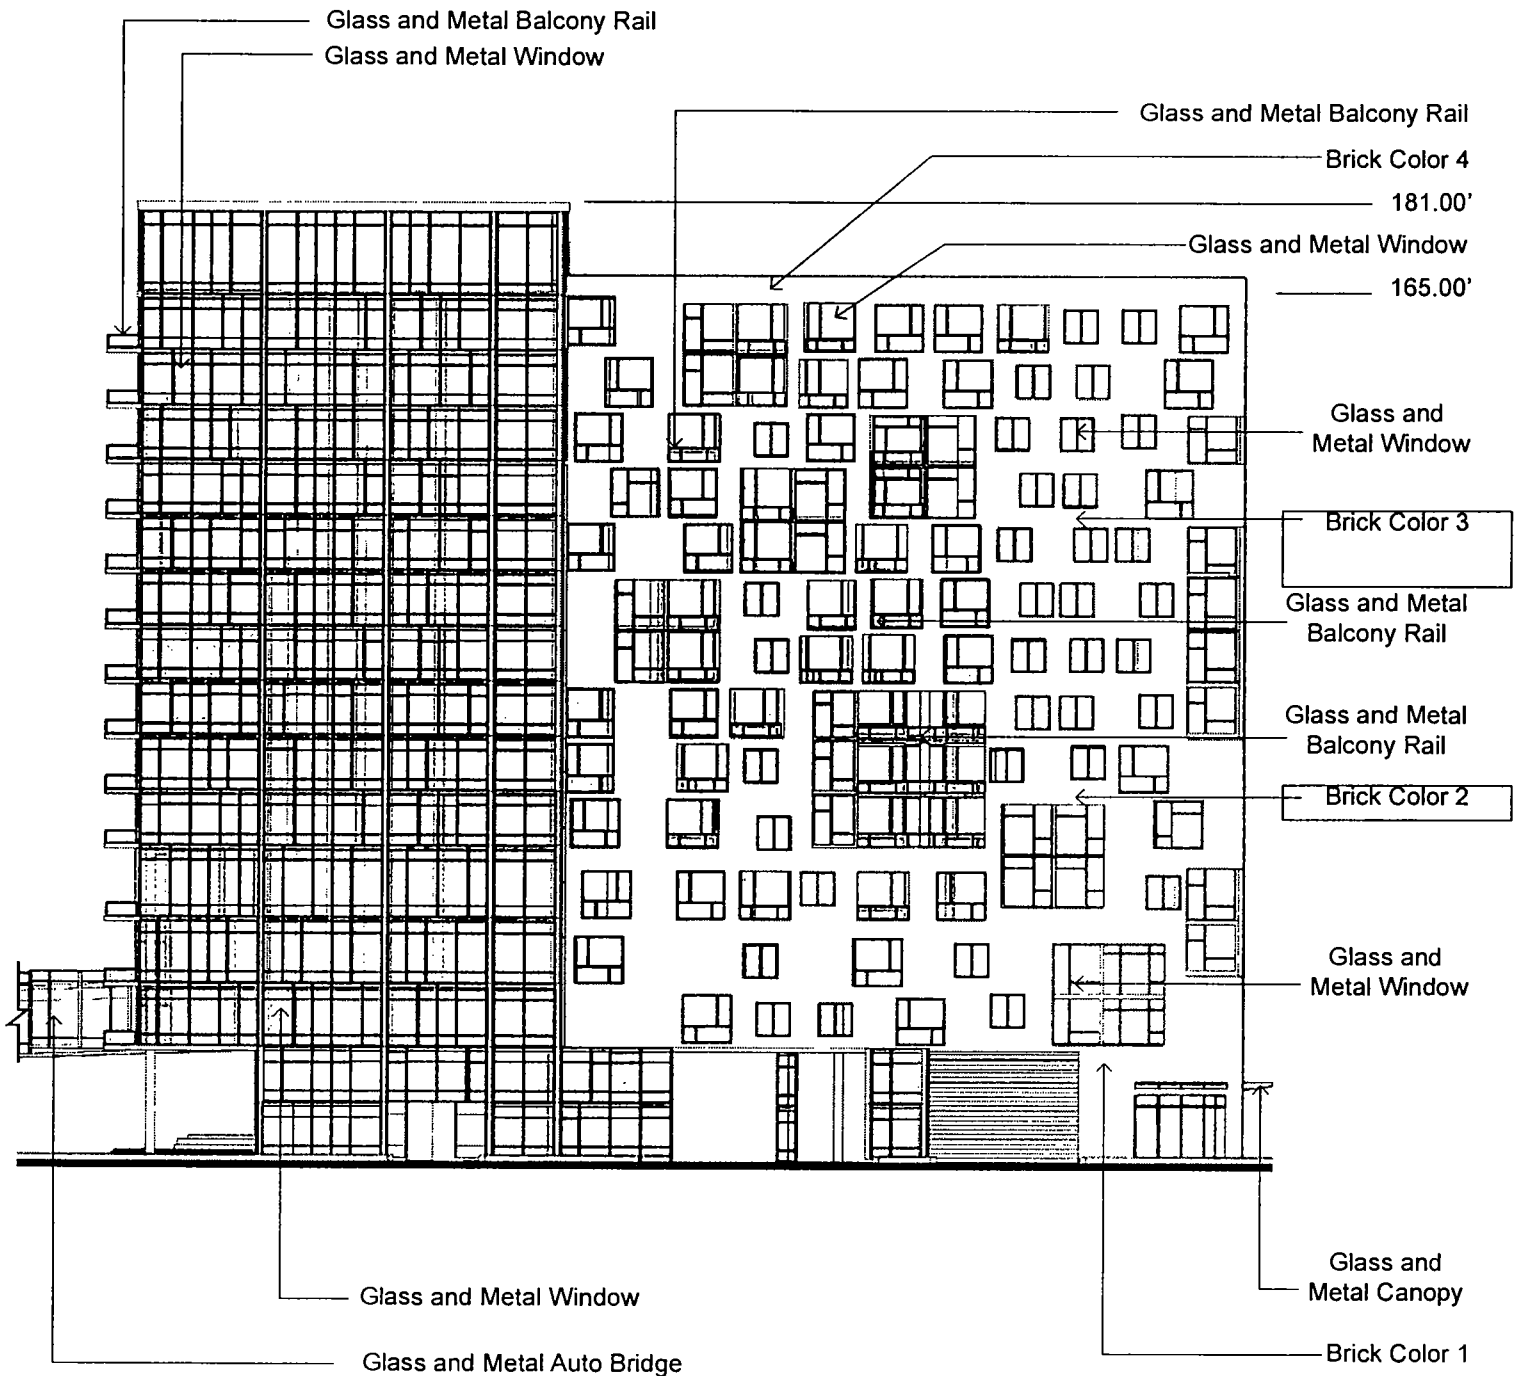 Glass and Metal Balcony Rail
Glass and Metal Window
Glass and Metal Balcony Rail
Brick Color 4
181.00'
Glass and Metal Window
165.00'
Glass and
Metal Window
Brick Color 3
Glass and Metal
Balcony Rail
Glass and Metal
Balcony Rail
Brick Color 2
Glass and
Metal Window
Glass and
Metal Canopy
Glass and Metal Window
Brick Color 1
Glass and Metal Auto Bridge